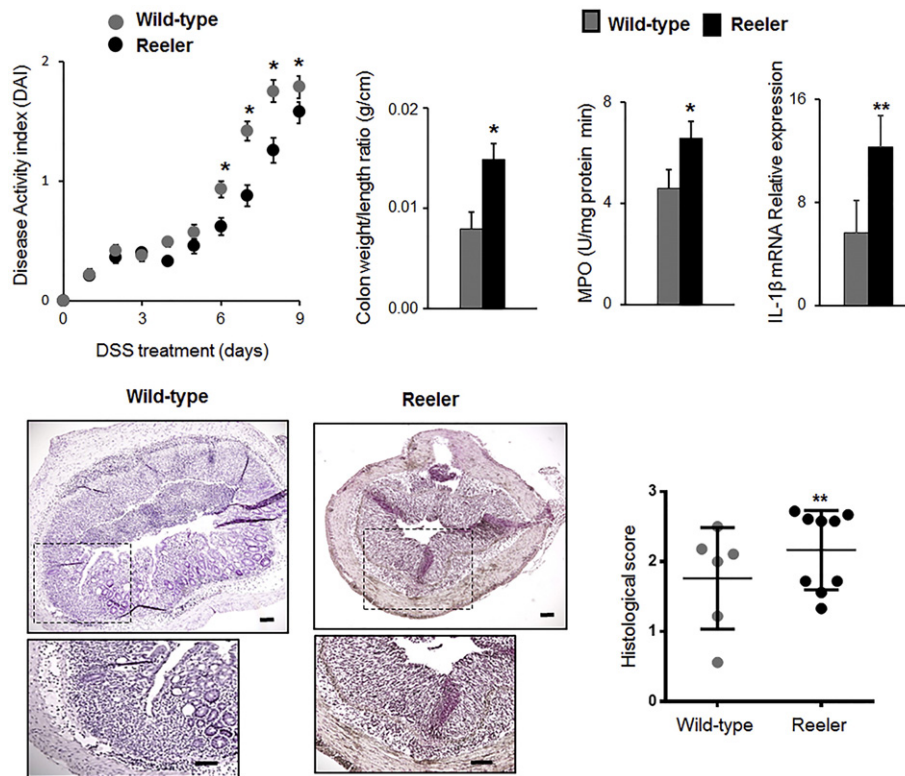 Wild-type
Reeler
Disease Activity index (DAI)
2
1
0
*
*
*
*
0
3
6
9
DSS treatment (days)
Wild-type
Reeler
Colon weight/length ratio (g/cm)
0.02
0.01
0.00
*
MPO (U/mg protein min)
8
4
0
*
IL-1β mRNA Relative expression
16
8
0
**
Wild-type
Reeler
Histological score
3
2
1
0
**
Wild-type
Reeler